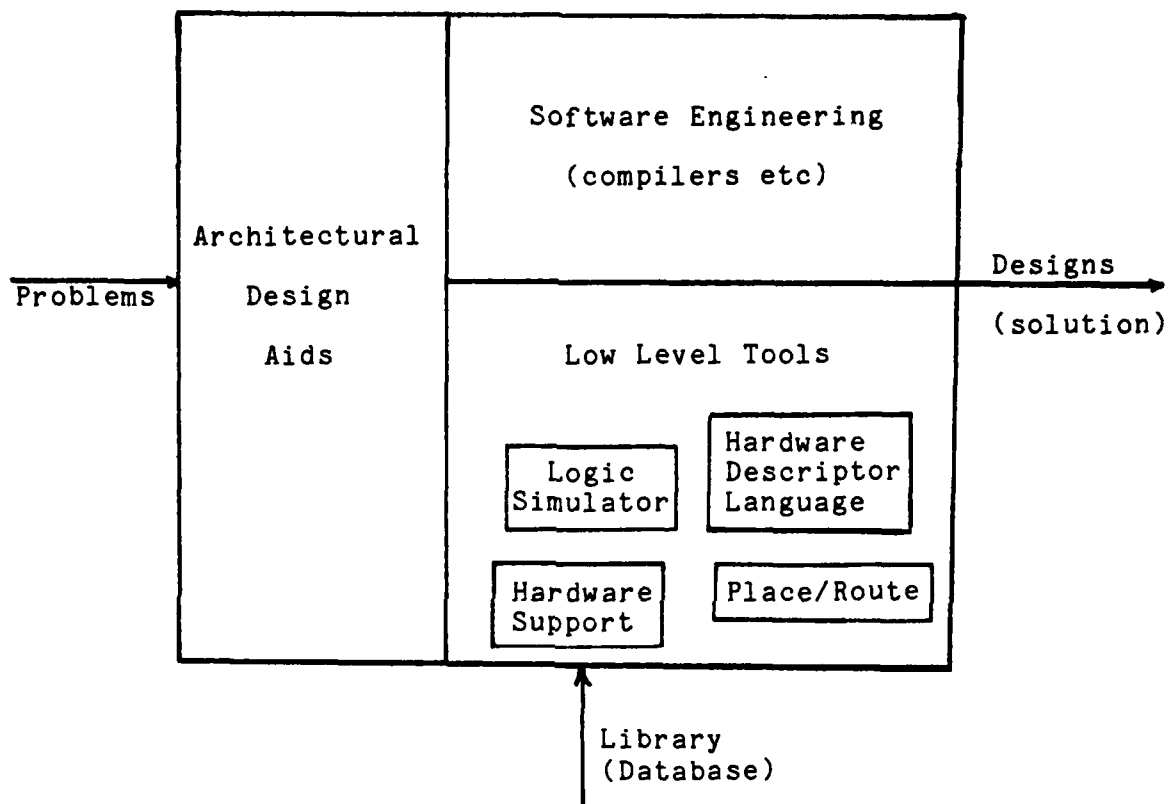 Software Engineering
(compilers etc)
Architectural
Design
Aids
Problems
Designs
(solution)
Low Level Tools
Logic
Simulator
Hardware
Descriptor
Language
Hardware
Support
Place/Route
Library
(Database)